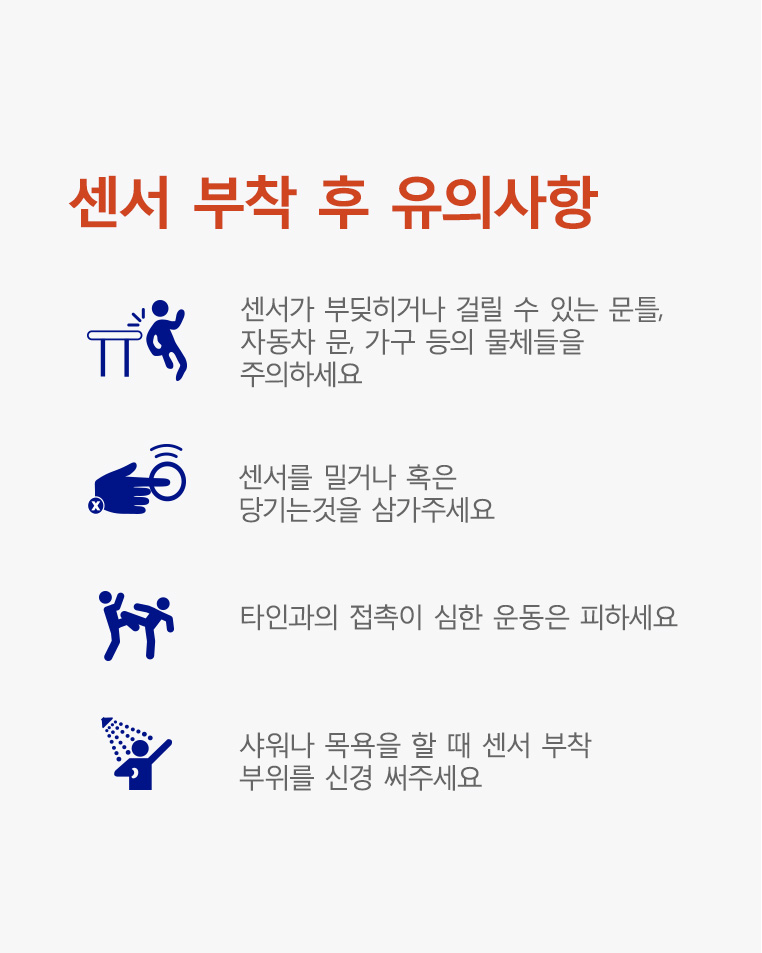 센서 부착 후 유의사항
센서가 부딪히거나 걸릴 수 있는 문틀,
자동차 문, 가구 등의 물체들을
주의하세요
센서를 밀거나 혹은
당기는것을 삼가주세요
타인과의 접촉이 심한 운동은 피하세요
샤워나 목욕을 할 때 센서 부착
부위를 신경 써주세요